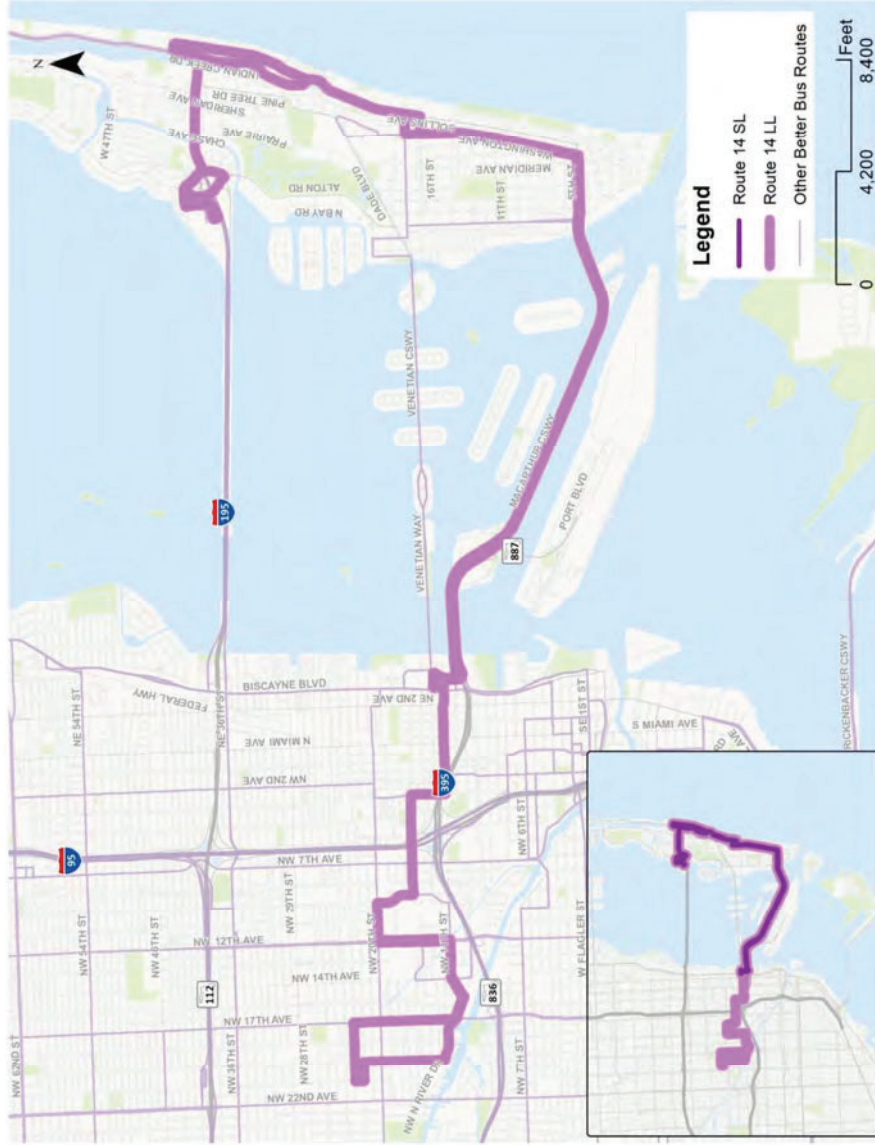 N
W 47TH ST
INDIAN CREEK DR
PINE TREE DR
SHERIDAN AVE
CHASE AVE
PRAIRIE AVE
ALTON RD
N BAY RD
DADE BLVD
COLLINS AVE
WASHINGTON AVE
MERIDIAN AVE
16TH ST
11TH ST
5TH ST
195
VENETIAN CSWY
VENETIAN WAY
MACARTHUR CSWY
PORT BLVD
887
FEDERAL HWY
BISCAYNE BLVD
NE 2ND AVE
NE 54TH ST
NE 36TH ST
N MIAMI AVE
NW 2ND AVE
395
SE 1ST ST
S MIAMI AVE
RICKENBACKER CSWY
95
NW 7TH AVE
NW 6TH ST
NW 29TH ST
NW 54TH ST
NW 46TH ST
NW 12TH AVE
NW 20TH ST
W FLAGLER ST
NW 14TH AVE
112
836
NW 17TH AVE
NW 62ND ST
NW 36TH ST
NW 28TH ST
NW 7TH ST
NW 22ND AVE
Legend
Route 14 SL
Route 14 LL
Other Better Bus Routes
0 4,200 8,400
Feet